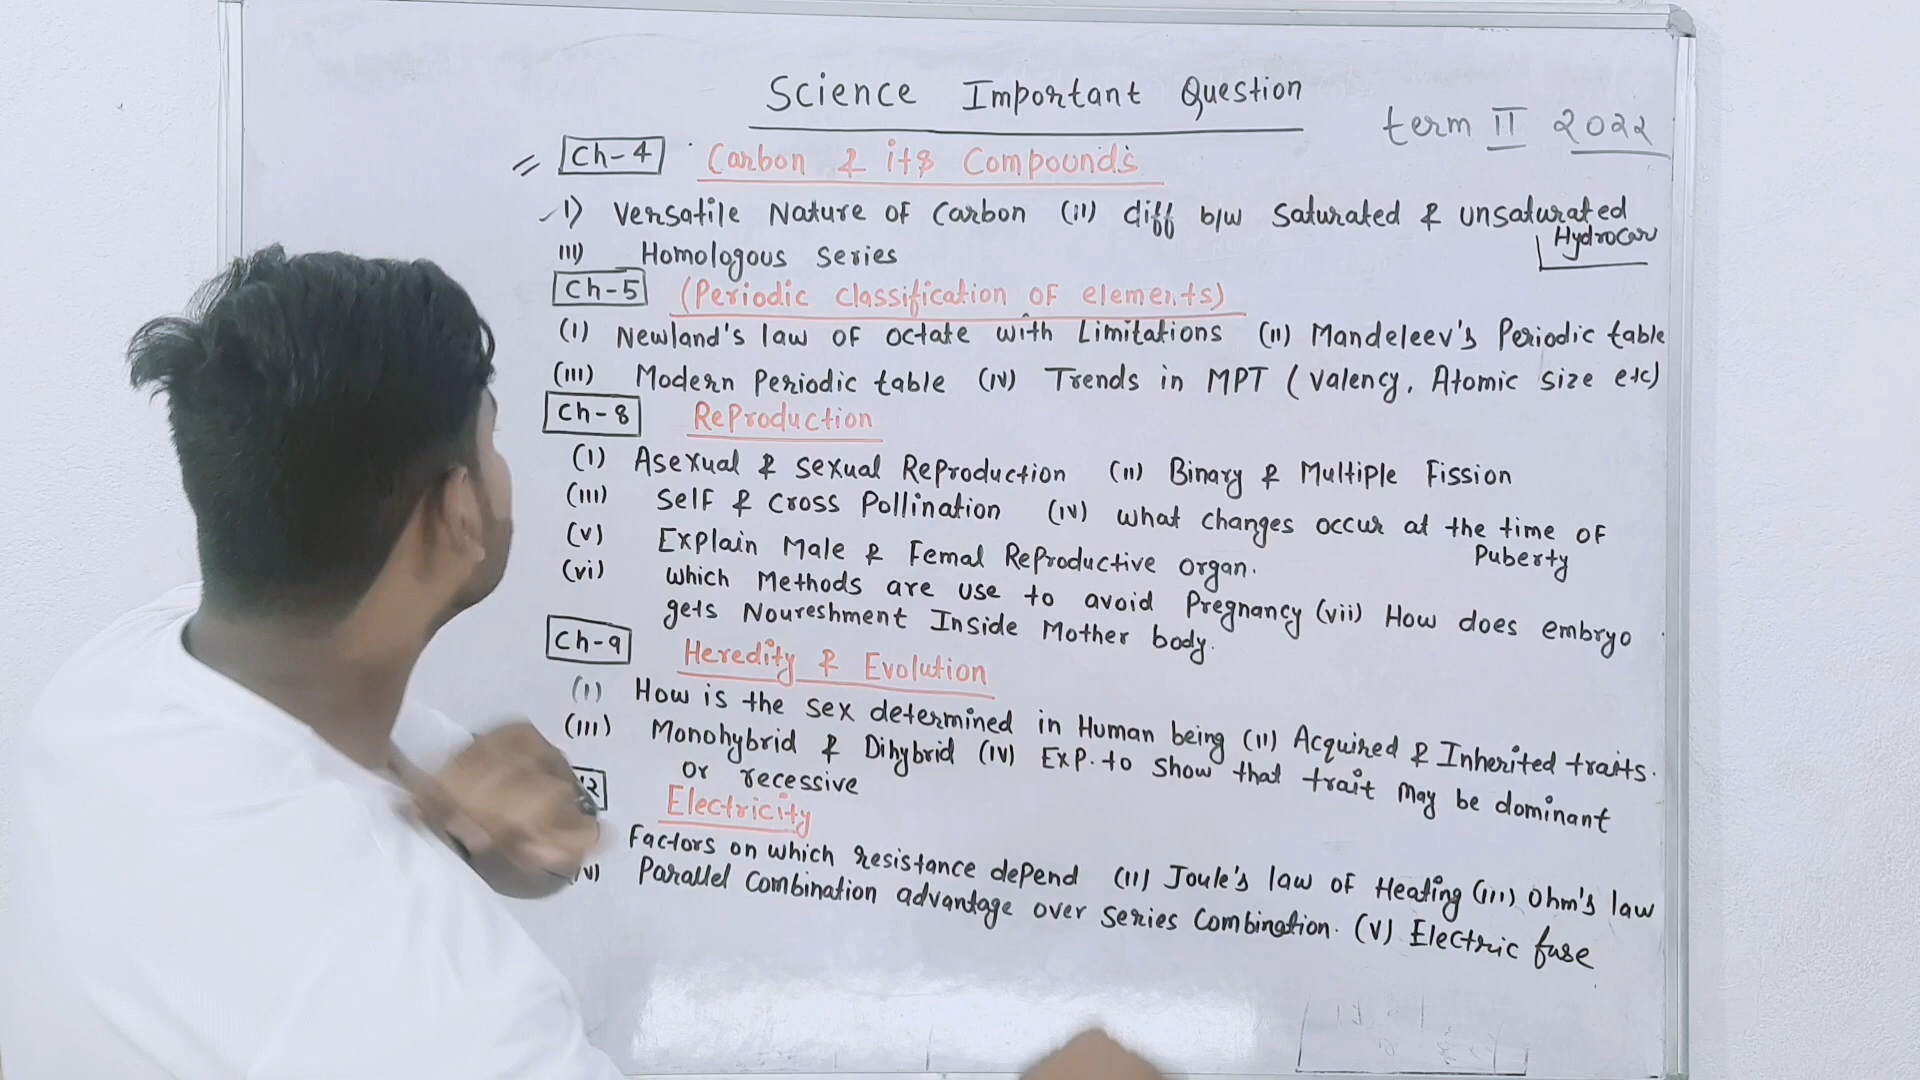 Science Important Question
term II 2022
Ch-4 Carbon & its Compounds
I) Versatile Nature of Carbon (II) diff b/w Saturated & unsaturated
Hydrocar
III) Homologous Series
Ch-5 (Periodic classification of elements)
(I) Newland's law of octate with Limitations (II) Mandeleev's Periodic table
(III) Modern Periodic table (IV) Trends in MPT (Valency, Atomic size etc)
Ch-8 Reproduction
(I) Asexual & sexual Reproduction (II) Binary & Multiple Fission
(III) Self & Cross Pollination (IV) what changes occur at the time of
Puberty
(V) Explain Male & Femal Reproductive organ.
(vi) which Methods are use to avoid Pregnancy (vii) How does embryo
gets Noureshment Inside Mother body.
Ch-9 Heredity & Evolution
(I) How is the sex determined in Human being (II) Acquired & Inherited traits.
(III) Monohybrid & Dihybrid (IV) Exp. to show that trait may be dominant
or recessive
2 Electricity
Factors on which resistance depend (II) Joule's law of Heating (III) Ohm's law
IV) Parallel Combination advantage over series Combination. (V) Electric fuse